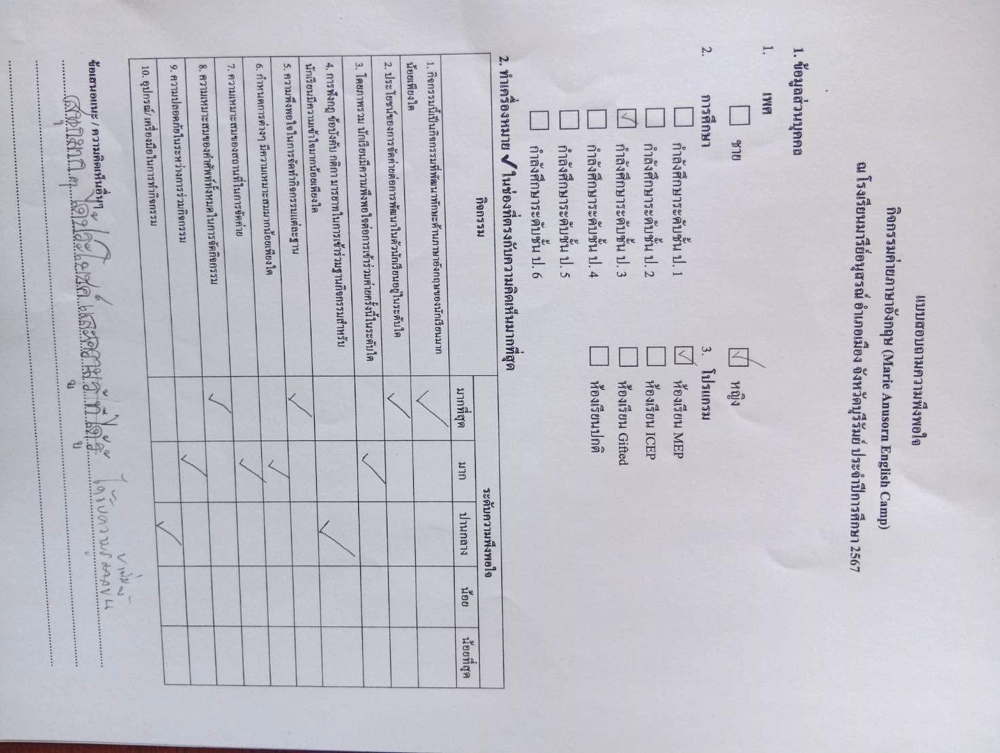 แบบสอบถามความพึงพอใจ
กิจกรรมค่ายภาษาอังกฤษ (Marie Anusorn English Camp)
ณ โรงเรียนมารีย์อนุสรณ์ อำเภอเมือง จังหวัดบุรีรัมย์ ประจำปีการศึกษา 2567
1. ข้อมูลส่วนบุคคล
1. เพศ
☐ ชาย ☑ หญิง
2. การศึกษา 3. โปรแกรม
☐ กำลังศึกษาระดับชั้น ป. 1 ☑ ห้องเรียน MEP
☐ กำลังศึกษาระดับชั้น ป. 2 ☐ ห้องเรียน ICEP
☑ กำลังศึกษาระดับชั้น ป. 3 ☐ ห้องเรียน Gifted
☐ กำลังศึกษาระดับชั้น ป. 4 ☐ ห้องเรียนปกติ
☐ กำลังศึกษาระดับชั้น ป. 5
☐ กำลังศึกษาระดับชั้น ป. 6
2. ทำเครื่องหมาย ✓ ในช่องที่ตรงกับความคิดเห็นมากที่สุด
กิจกรรม ระดับความพึงพอใจ
มากที่สุด มาก ปานกลาง น้อย น้อยที่สุด
1. กิจกรรมนี้เป็นกิจกรรมที่พัฒนาทักษะด้านภาษาอังกฤษของนักเรียนมาก
น้อยเพียงใด ✓
2. ประโยชน์ของการจัดค่ายต่อการพัฒนาในตัวนักเรียนอยู่ในระดับใด ✓
3. โดยภาพรวม นักเรียนมีความพึงพอใจต่อการเข้าร่วมค่ายครั้งนี้ในระดับใด ✓
4. การฟังกฎ ข้อบังคับ กติกา มารยาทในการเข้าร่วมฐานกิจกรรมสำหรับ
นักเรียนมีความเข้าใจมากน้อยเพียงใด ✓
5. ความพึงพอใจในการจัดทำกิจกรรมแต่ละฐาน ✓
6. กำหนดการต่างๆ มีความเหมาะสมมากน้อยเพียงใด ✓
7. ความเหมาะสมของสถานที่ในการจัดค่าย ✓
8. ความเหมาะสมของคำศัพท์ทั้งหมดในการจัดกิจกรรม ✓
9. ความปลอดภัยในระหว่างการร่วมกิจกรรม ✓
10. อุปกรณ์/ เครื่องมือในการทำกิจกรรม ✓
ข้อเสนอแนะ / ความคิดเห็นอื่นๆ